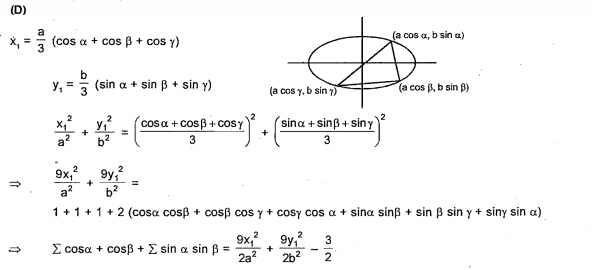 (D)
x₁ = a/3 (cos α + cos β + cos γ)
(a cos α, b sin α)
y₁ = b/3 (sin α + sin β + sin γ)
(a cos γ, b sin γ)
(a cos β, b sin β)
x₁²/a² + y₁²/b² = ((cosα + cosβ + cosγ)/3)² + ((sinα + sinβ + sinγ)/3)²
⇒ 9x₁²/a² + 9y₁²/b² =
1 + 1 + 1 + 2 (cosα cosβ + cosβ cos γ + cosγ cos α + sinα sinβ + sin β sin γ + sinγ sin α)
⇒ Σ cosα + cosβ + Σ sin α sin β = 9x₁²/2a² + 9y₁²/2b² − 3/2